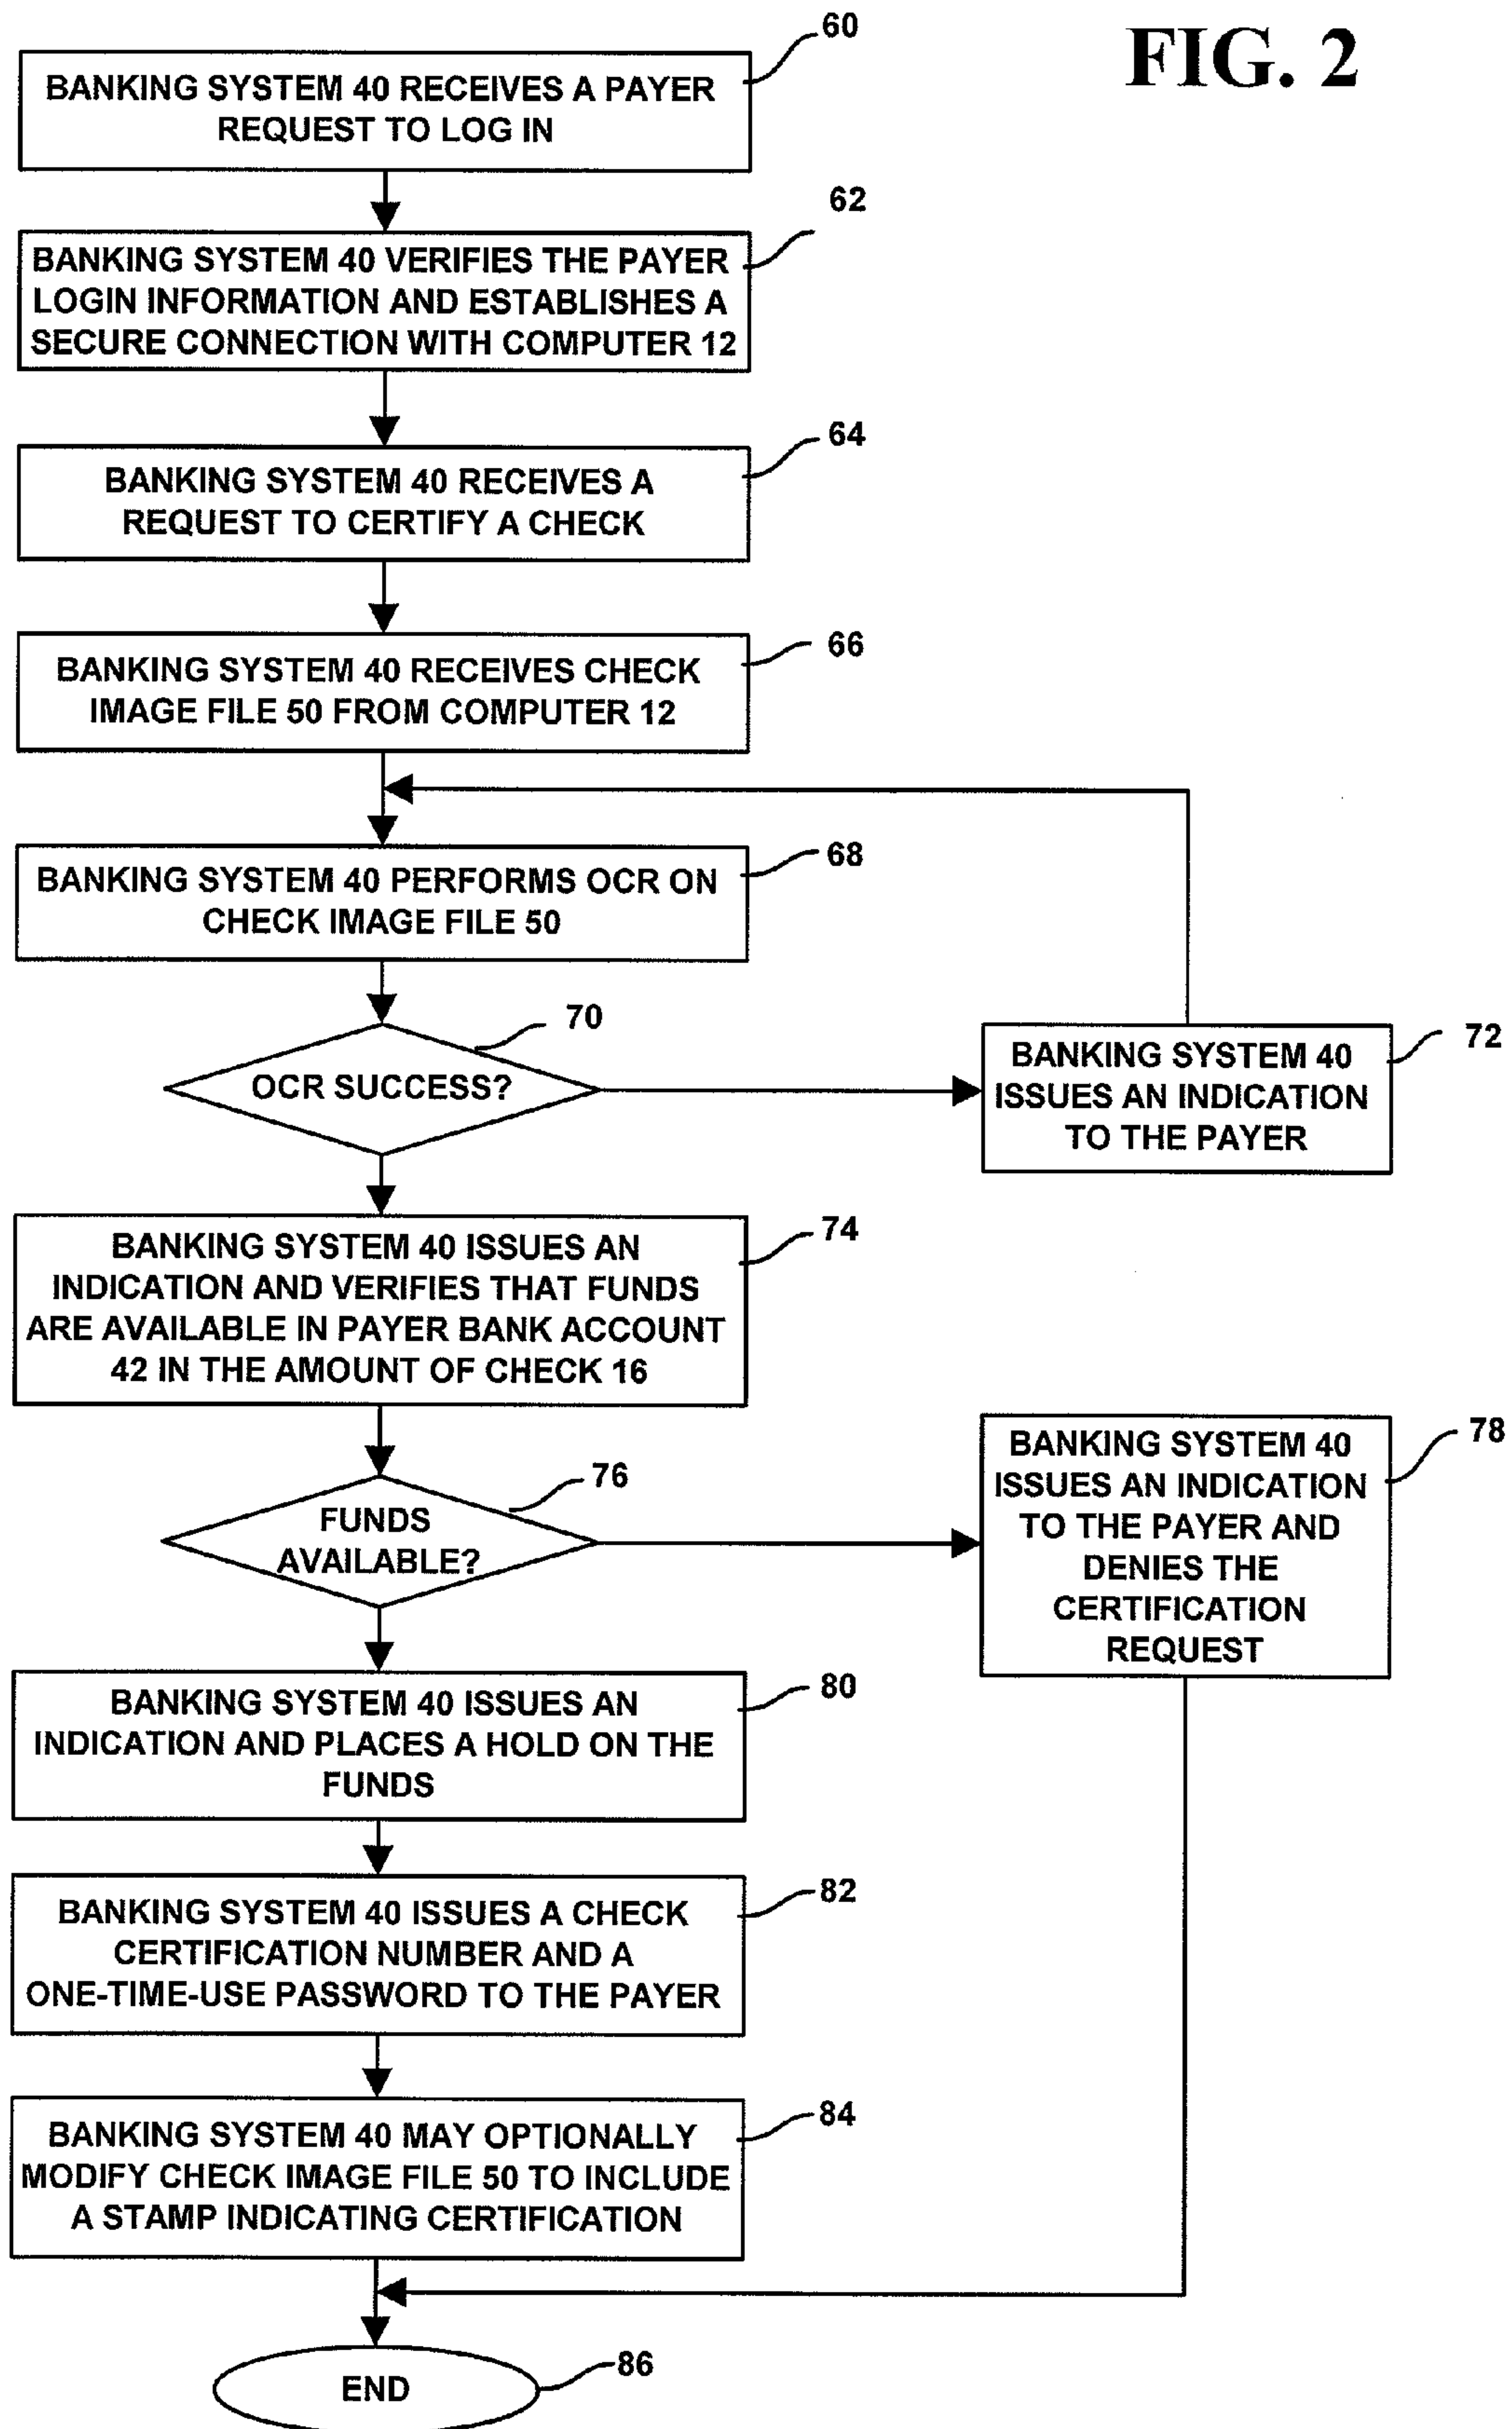 FIG. 2
60
BANKING SYSTEM 40 RECEIVES A PAYER
REQUEST TO LOG IN
62
BANKING SYSTEM 40 VERIFIES THE PAYER
LOGIN INFORMATION AND ESTABLISHES A
SECURE CONNECTION WITH COMPUTER 12
64
BANKING SYSTEM 40 RECEIVES A
REQUEST TO CERTIFY A CHECK
66
BANKING SYSTEM 40 RECEIVES CHECK
IMAGE FILE 50 FROM COMPUTER 12
68
BANKING SYSTEM 40 PERFORMS OCR ON
CHECK IMAGE FILE 50
70
OCR SUCCESS?
72
BANKING SYSTEM 40
ISSUES AN INDICATION
TO THE PAYER
74
BANKING SYSTEM 40 ISSUES AN
INDICATION AND VERIFIES THAT FUNDS
ARE AVAILABLE IN PAYER BANK ACCOUNT
42 IN THE AMOUNT OF CHECK 16
76
FUNDS
AVAILABLE?
78
BANKING SYSTEM 40
ISSUES AN INDICATION
TO THE PAYER AND
DENIES THE
CERTIFICATION
REQUEST
80
BANKING SYSTEM 40 ISSUES AN
INDICATION AND PLACES A HOLD ON THE
FUNDS
82
BANKING SYSTEM 40 ISSUES A CHECK
CERTIFICATION NUMBER AND A
ONE-TIME-USE PASSWORD TO THE PAYER
84
BANKING SYSTEM 40 MAY OPTIONALLY
MODIFY CHECK IMAGE FILE 50 TO INCLUDE
A STAMP INDICATING CERTIFICATION
86
END